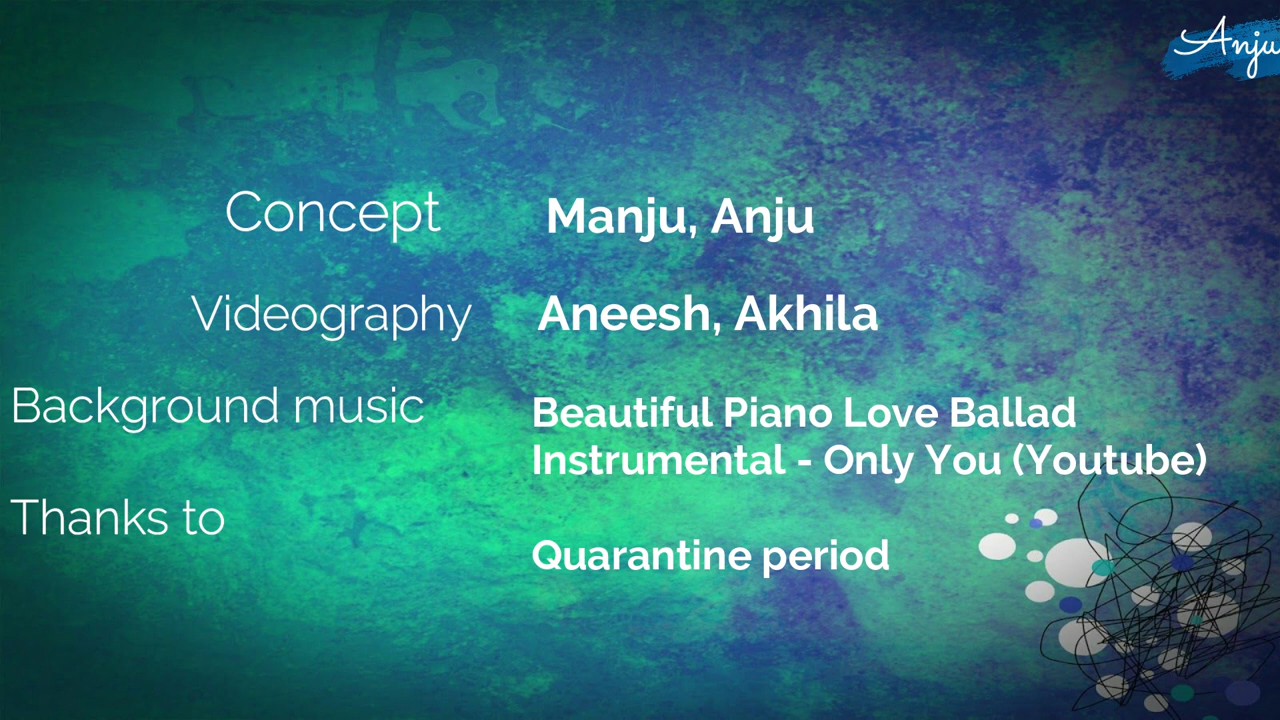 Anju
Concept Manju, Anju
Videography Aneesh, Akhila
Background music Beautiful Piano Love Ballad
Instrumental - Only You (Youtube)
Thanks to
Quarantine period